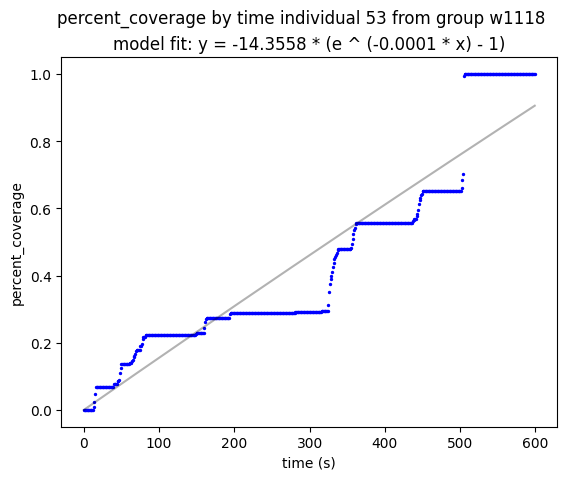 percent_coverage by time individual 53 from group w1118
model fit: y = -14.3558 * (e ^ (-0.0001 * x) - 1)
1.0
0.8
0.6
0.4
0.2
0.0
percent_coverage
0 100 200 300 400 500 600
time (s)